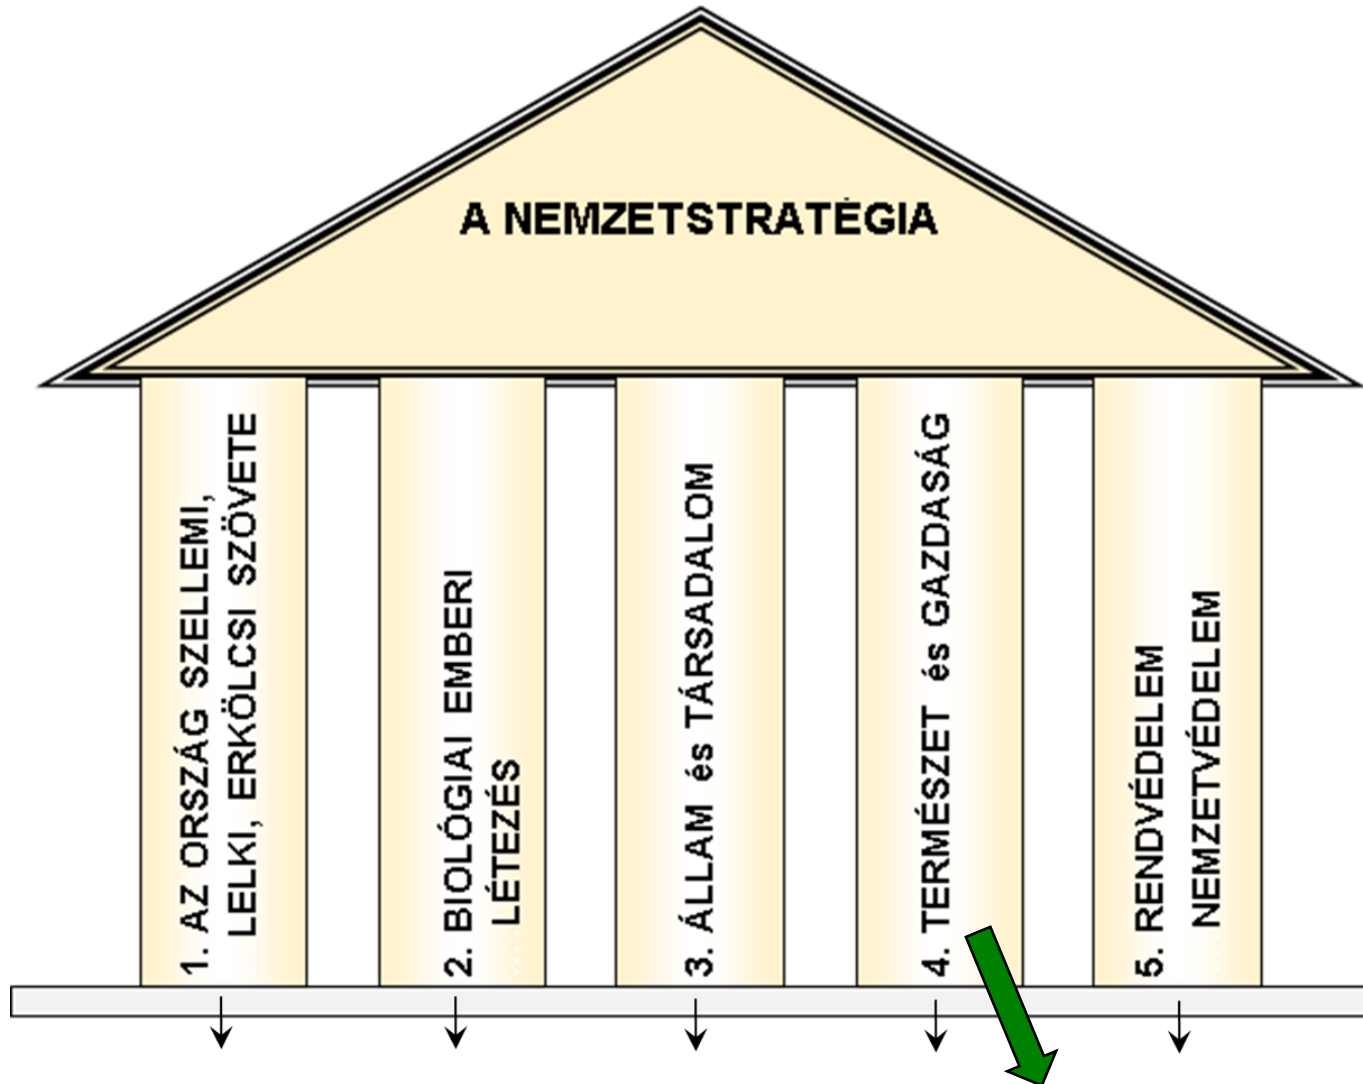 A NEMZETSTRATÉGIA
1. AZ ORSZÁG SZELLEMI,
LELKI, ERKÖLCSI SZÖVETE
2. BIOLÓGIAI EMBERI
LÉTEZÉS
3. ÁLLAM és TÁRSADALOM
4. TERMÉSZET és GAZDASÁG
5. RENDVÉDELEM
NEMZETVÉDELEM